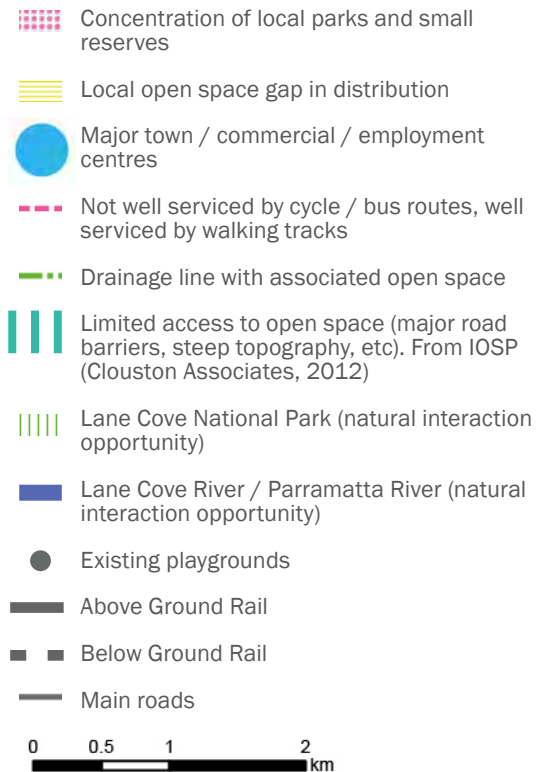 Concentration of local parks and small
reserves
Local open space gap in distribution
Major town / commercial / employment
centres
Not well serviced by cycle / bus routes, well
serviced by walking tracks
Drainage line with associated open space
Limited access to open space (major road
barriers, steep topography, etc). From IOSP
(Clouston Associates, 2012)
Lane Cove National Park (natural interaction
opportunity)
Lane Cove River / Parramatta River (natural
interaction opportunity)
Existing playgrounds
Above Ground Rail
Below Ground Rail
Main roads
0 0.5 1 2
km